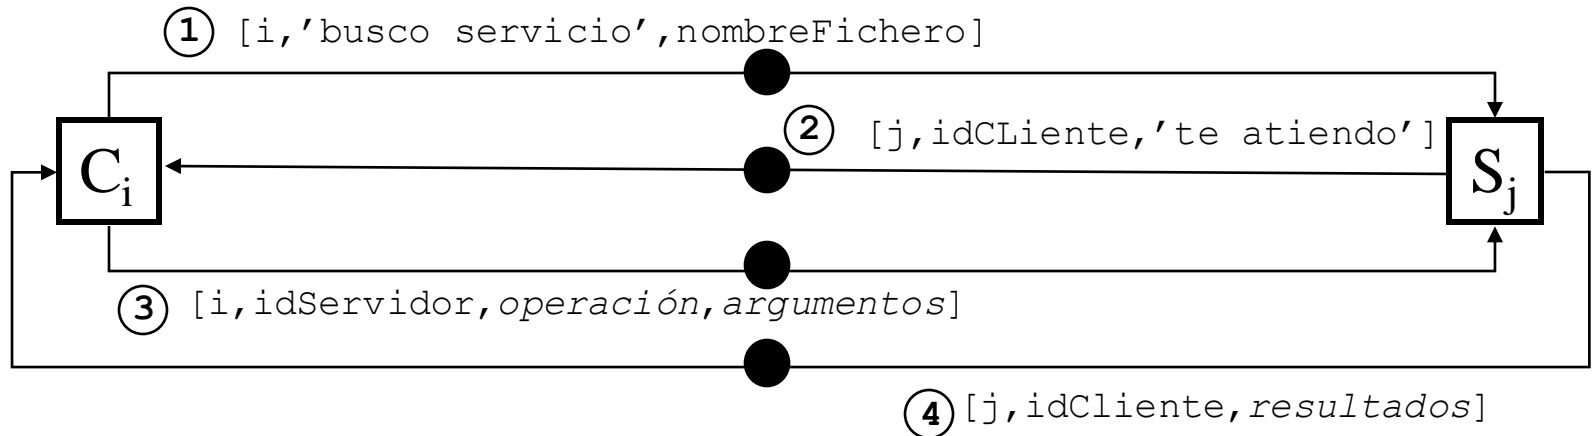 1 [i,'busco servicio',nombreFichero]
2 [j,idCLiente,'te atiendo']
Ci
Sj
3 [i,idServidor,operación,argumentos]
4 [j,idCliente,resultados]